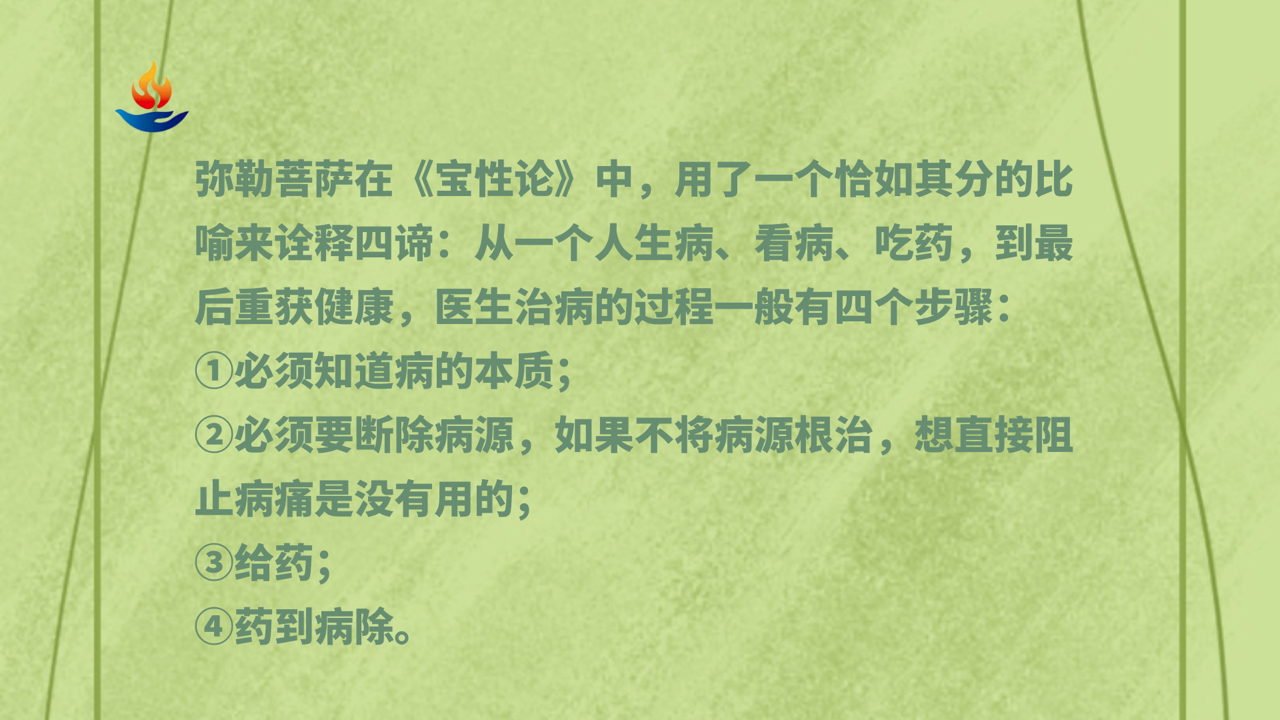 弥勒菩萨在《宝性论》中，用了一个恰如其分的比
喻来诠释四谛：从一个人生病、看病、吃药，到最
后重获健康，医生治病的过程一般有四个步骤：
①必须知道病的本质；
②必须要断除病源，如果不将病源根治，想直接阻
止病痛是没有用的；
③给药；
④药到病除。